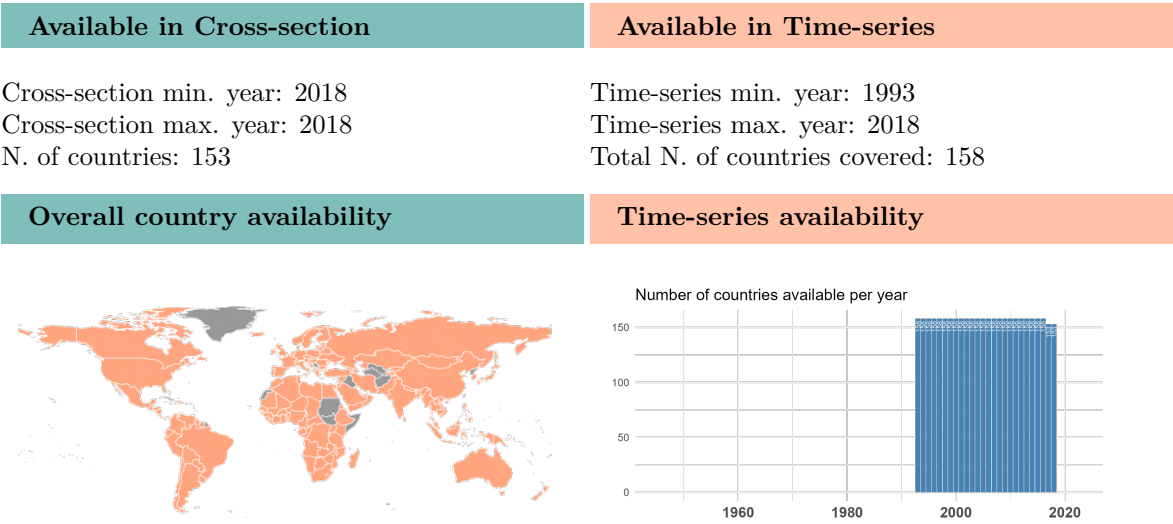 Available in Cross-section
Available in Time-series
Cross-section min. year: 2018
Cross-section max. year: 2018
N. of countries: 153
Time-series min. year: 1993
Time-series max. year: 2018
Total N. of countries covered: 158
Overall country availability
Time-series availability
Number of countries available per year
150
100
50
0
1960
1980
2000
2020